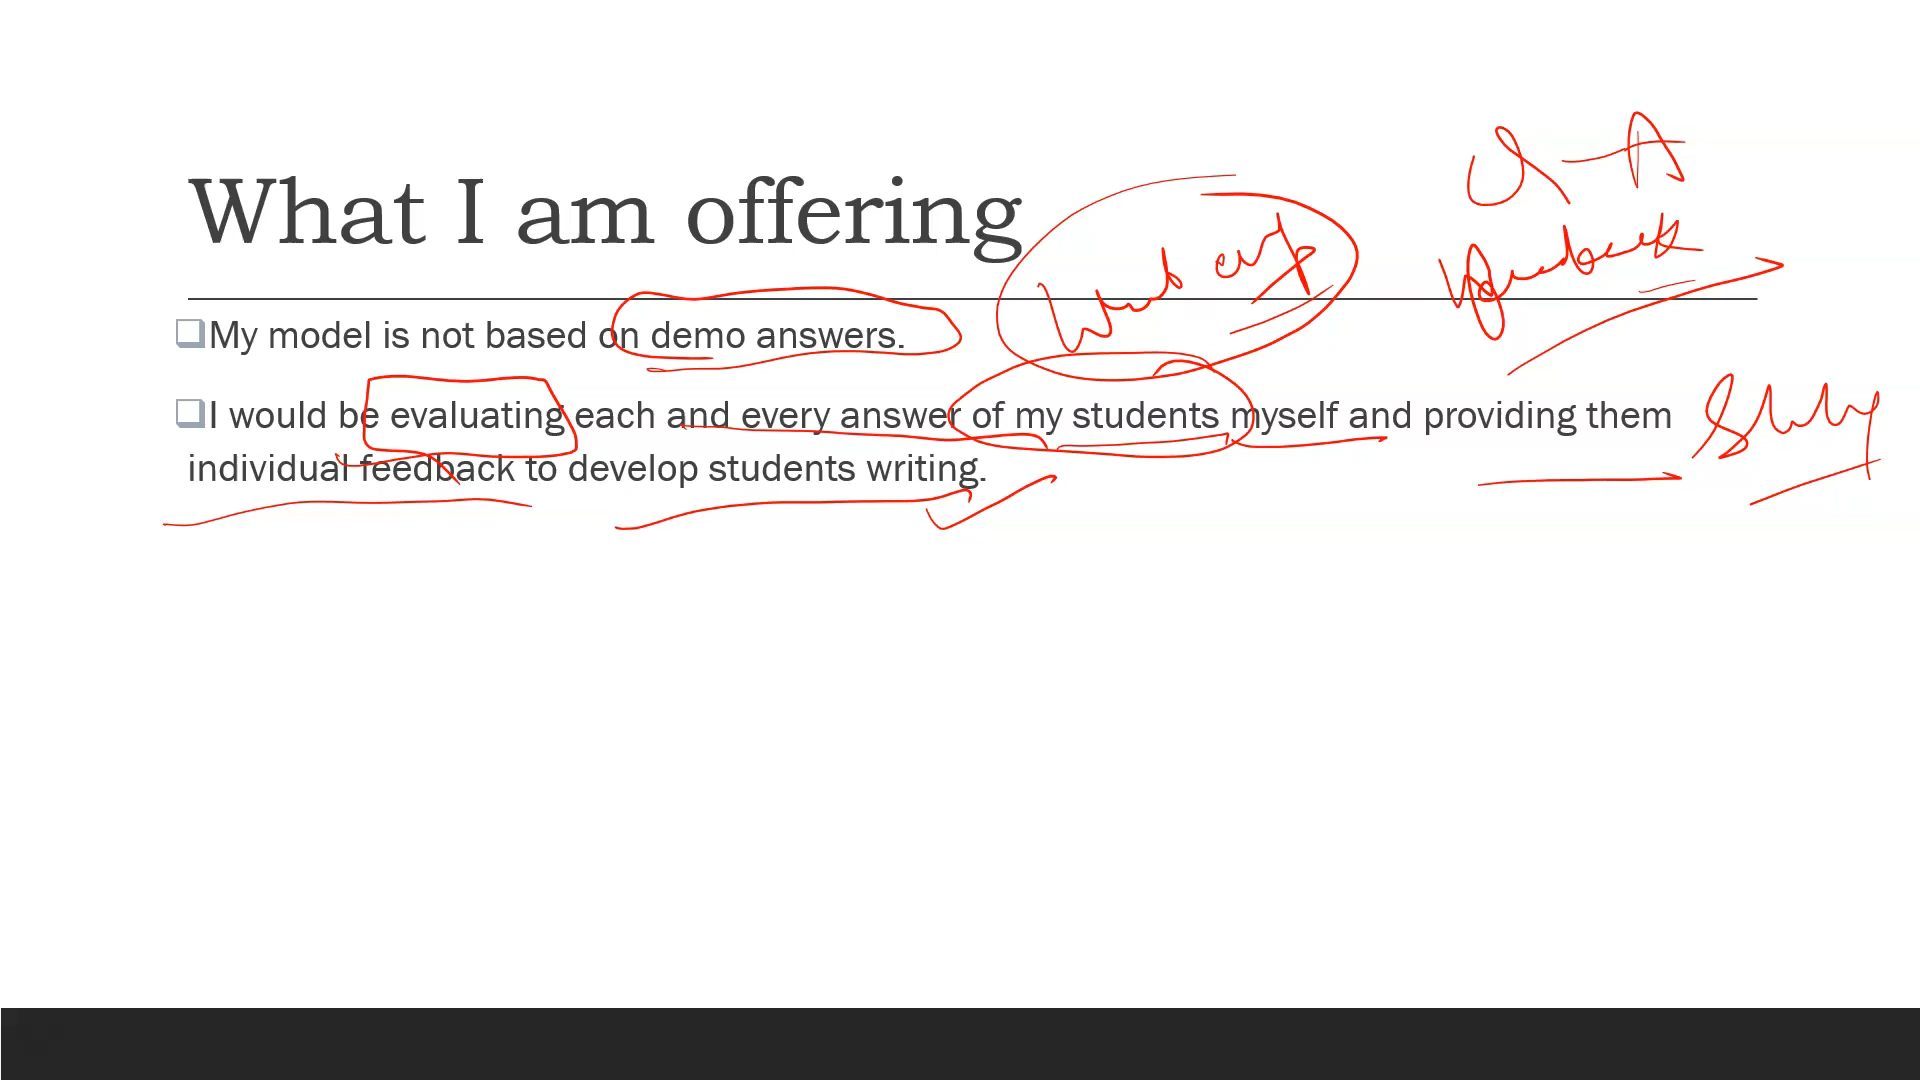 What I am offering
My model is not based on demo answers.
I would be evaluating each and every answer of my students myself and providing them
individual feedback to develop students writing.
Q-A